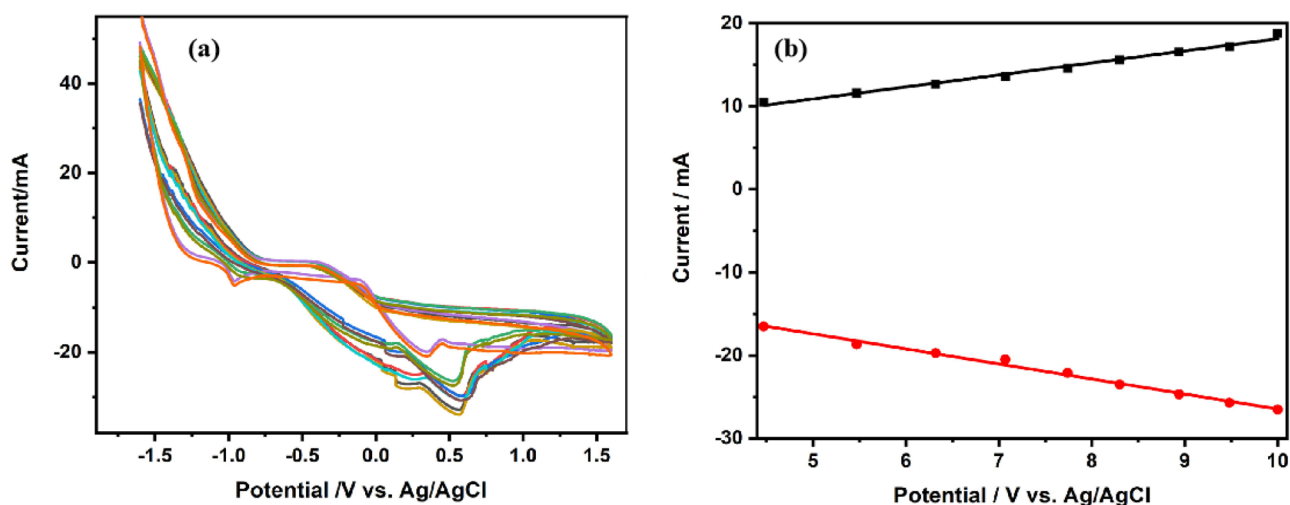 (a)
Current/mA
40
20
0
-20
-1.5 -1.0 -0.5 0.0 0.5 1.0 1.5
Potential /V vs. Ag/AgCl
(b)
Current / mA
20
10
0
-10
-20
-30
5 6 7 8 9 10
Potential / V vs. Ag/AgCl